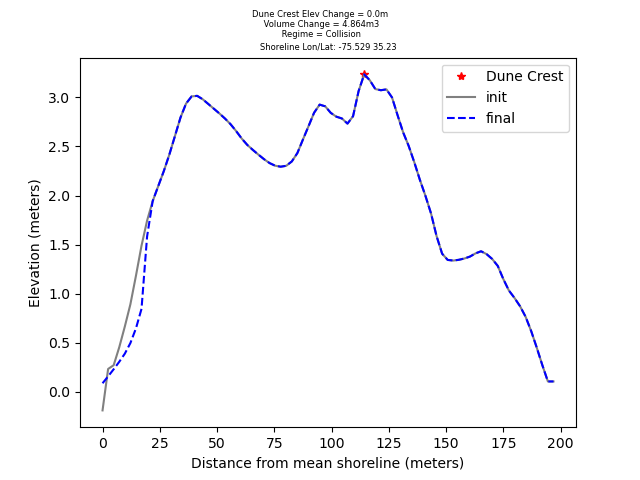 Dune Crest Elev Change = 0.0m
Volume Change = 4.864m3
Regime = Collision
Shoreline Lon/Lat: -75.529 35.23
Dune Crest
init
final
Elevation (meters)
3.0
2.5
2.0
1.5
1.0
0.5
0.0
0 25 50 75 100 125 150 175 200
Distance from mean shoreline (meters)